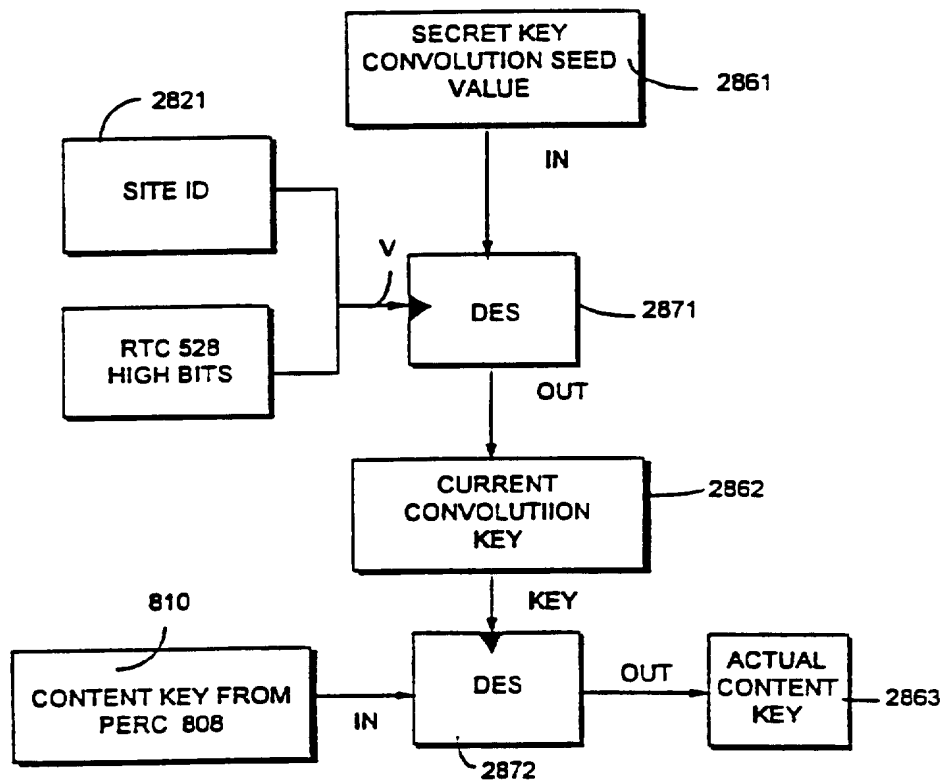 SECRET KEY
CONVOLUTION SEED
VALUE
2861
2821
IN
SITE ID
V
DES
2871
RTC 528
HIGH BITS
OUT
CURRENT
CONVOLUTIION
KEY
2862
KEY
810
CONTENT KEY FROM
PERC 808
IN
DES
2872
OUT
ACTUAL
CONTENT
KEY
2863